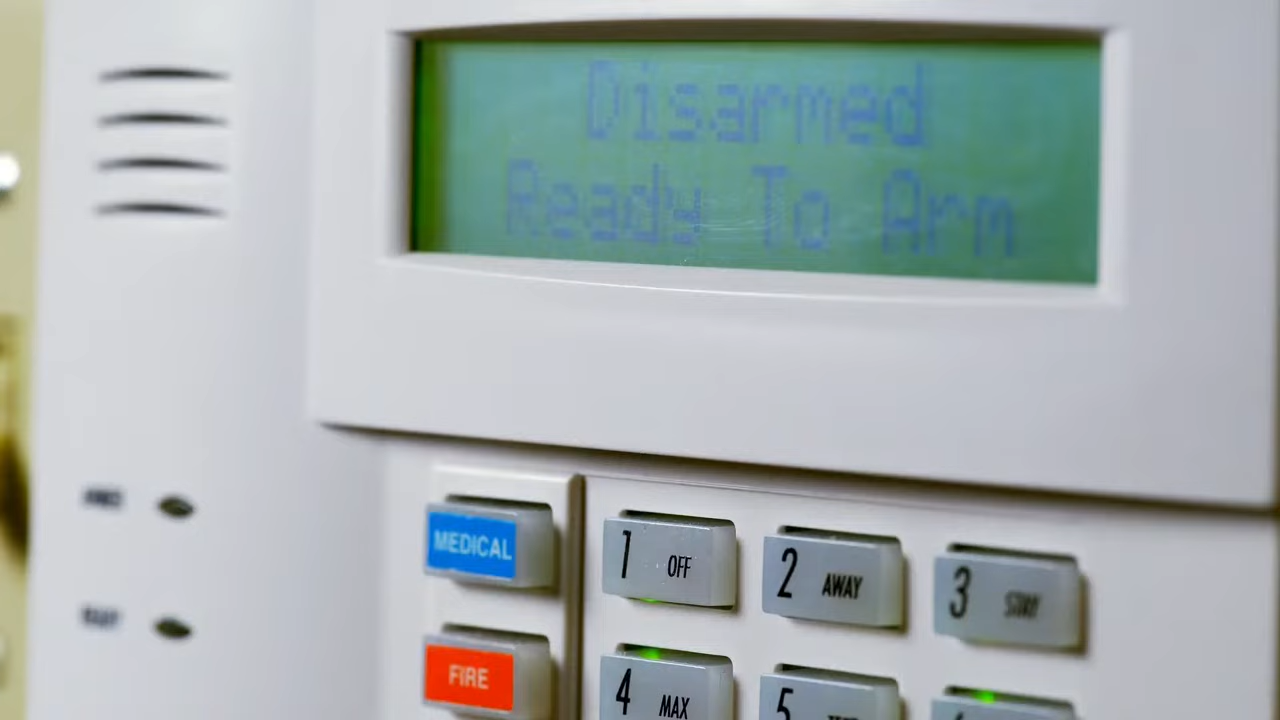 Disarmed
Ready To Arm
MEDICAL
1 OFF
2 AWAY
3 STAY
FIRE
4 MAX
5